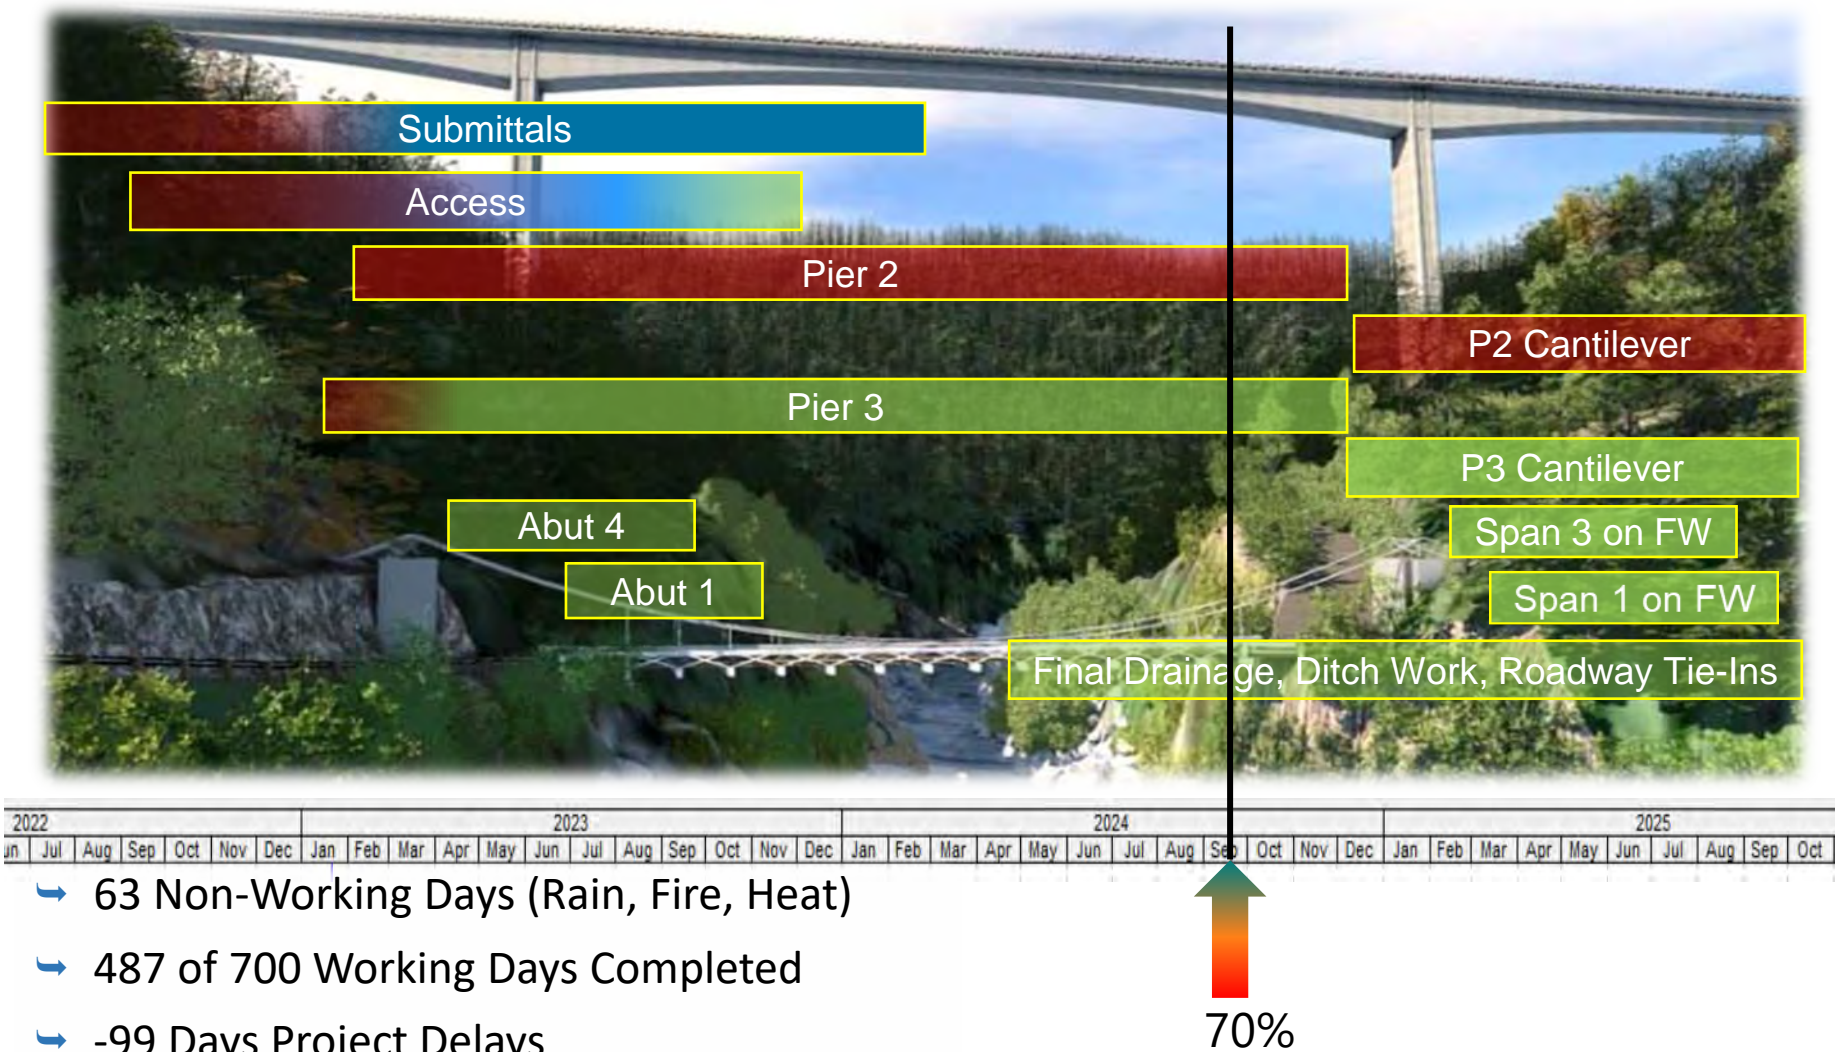 Submittals
Access
Pier 2
P2 Cantilever
Pier 3
P3 Cantilever
Abut 4
Span 3 on FW
Abut 1
Span 1 on FW
Final Drainage, Ditch Work, Roadway Tie-Ins
2022 2023 2024 2025
un Jul Aug Sep Oct Nov Dec Jan Feb Mar Apr May Jun Jul Aug Sep Oct Nov Dec Jan Feb Mar Apr May Jun Jul Aug Sep Oct Nov Dec Jan Feb Mar Apr May Jun Jul Aug Sep Oct
63 Non-Working Days (Rain, Fire, Heat)
487 of 700 Working Days Completed
-99 Days Project Delays
70%